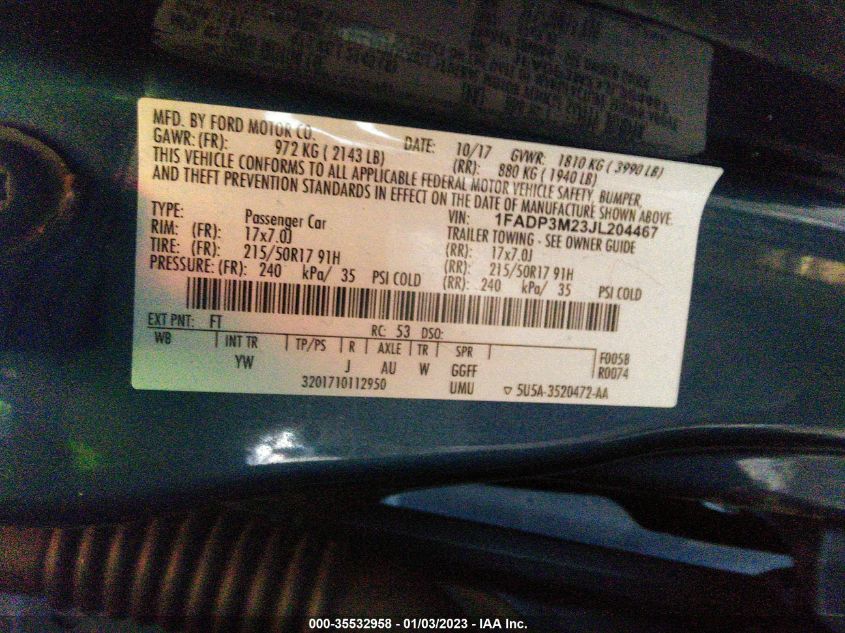 MFD. BY FORD MOTOR CO. DATE: 10/17 GVWR: 1810 KG ( 3990 LB)
GAWR: (FR): 972 KG ( 2143 LB) (RR): 880 KG ( 1940 LB)
THIS VEHICLE CONFORMS TO ALL APPLICABLE FEDERAL MOTOR VEHICLE SAFETY, BUMPER,
AND THEFT PREVENTION STANDARDS IN EFFECT ON THE DATE OF MANUFACTURE SHOWN ABOVE.
VIN: 1FADP3M23JL204467
TYPE: Passenger Car TRAILER TOWING - SEE OWNER GUIDE
RIM: (FR): 17x7.0J (RR): 17x7.0J
TIRE: (FR): 215/50R17 91H (RR): 215/50R17 91H
PRESSURE: (FR): 240 kPa/ 35 PSI COLD (RR): 240 kPa/ 35 PSI COLD
EXT PNT: FT RC: 53 DSO:
WB INT TR TP/PS R AXLE TR SPR F0058
YW J AU W GGFF R0074
3201710112950 UMU ▽ 5U5A-3520472-AA
000-35532958 - 01/03/2023 - IAA Inc.